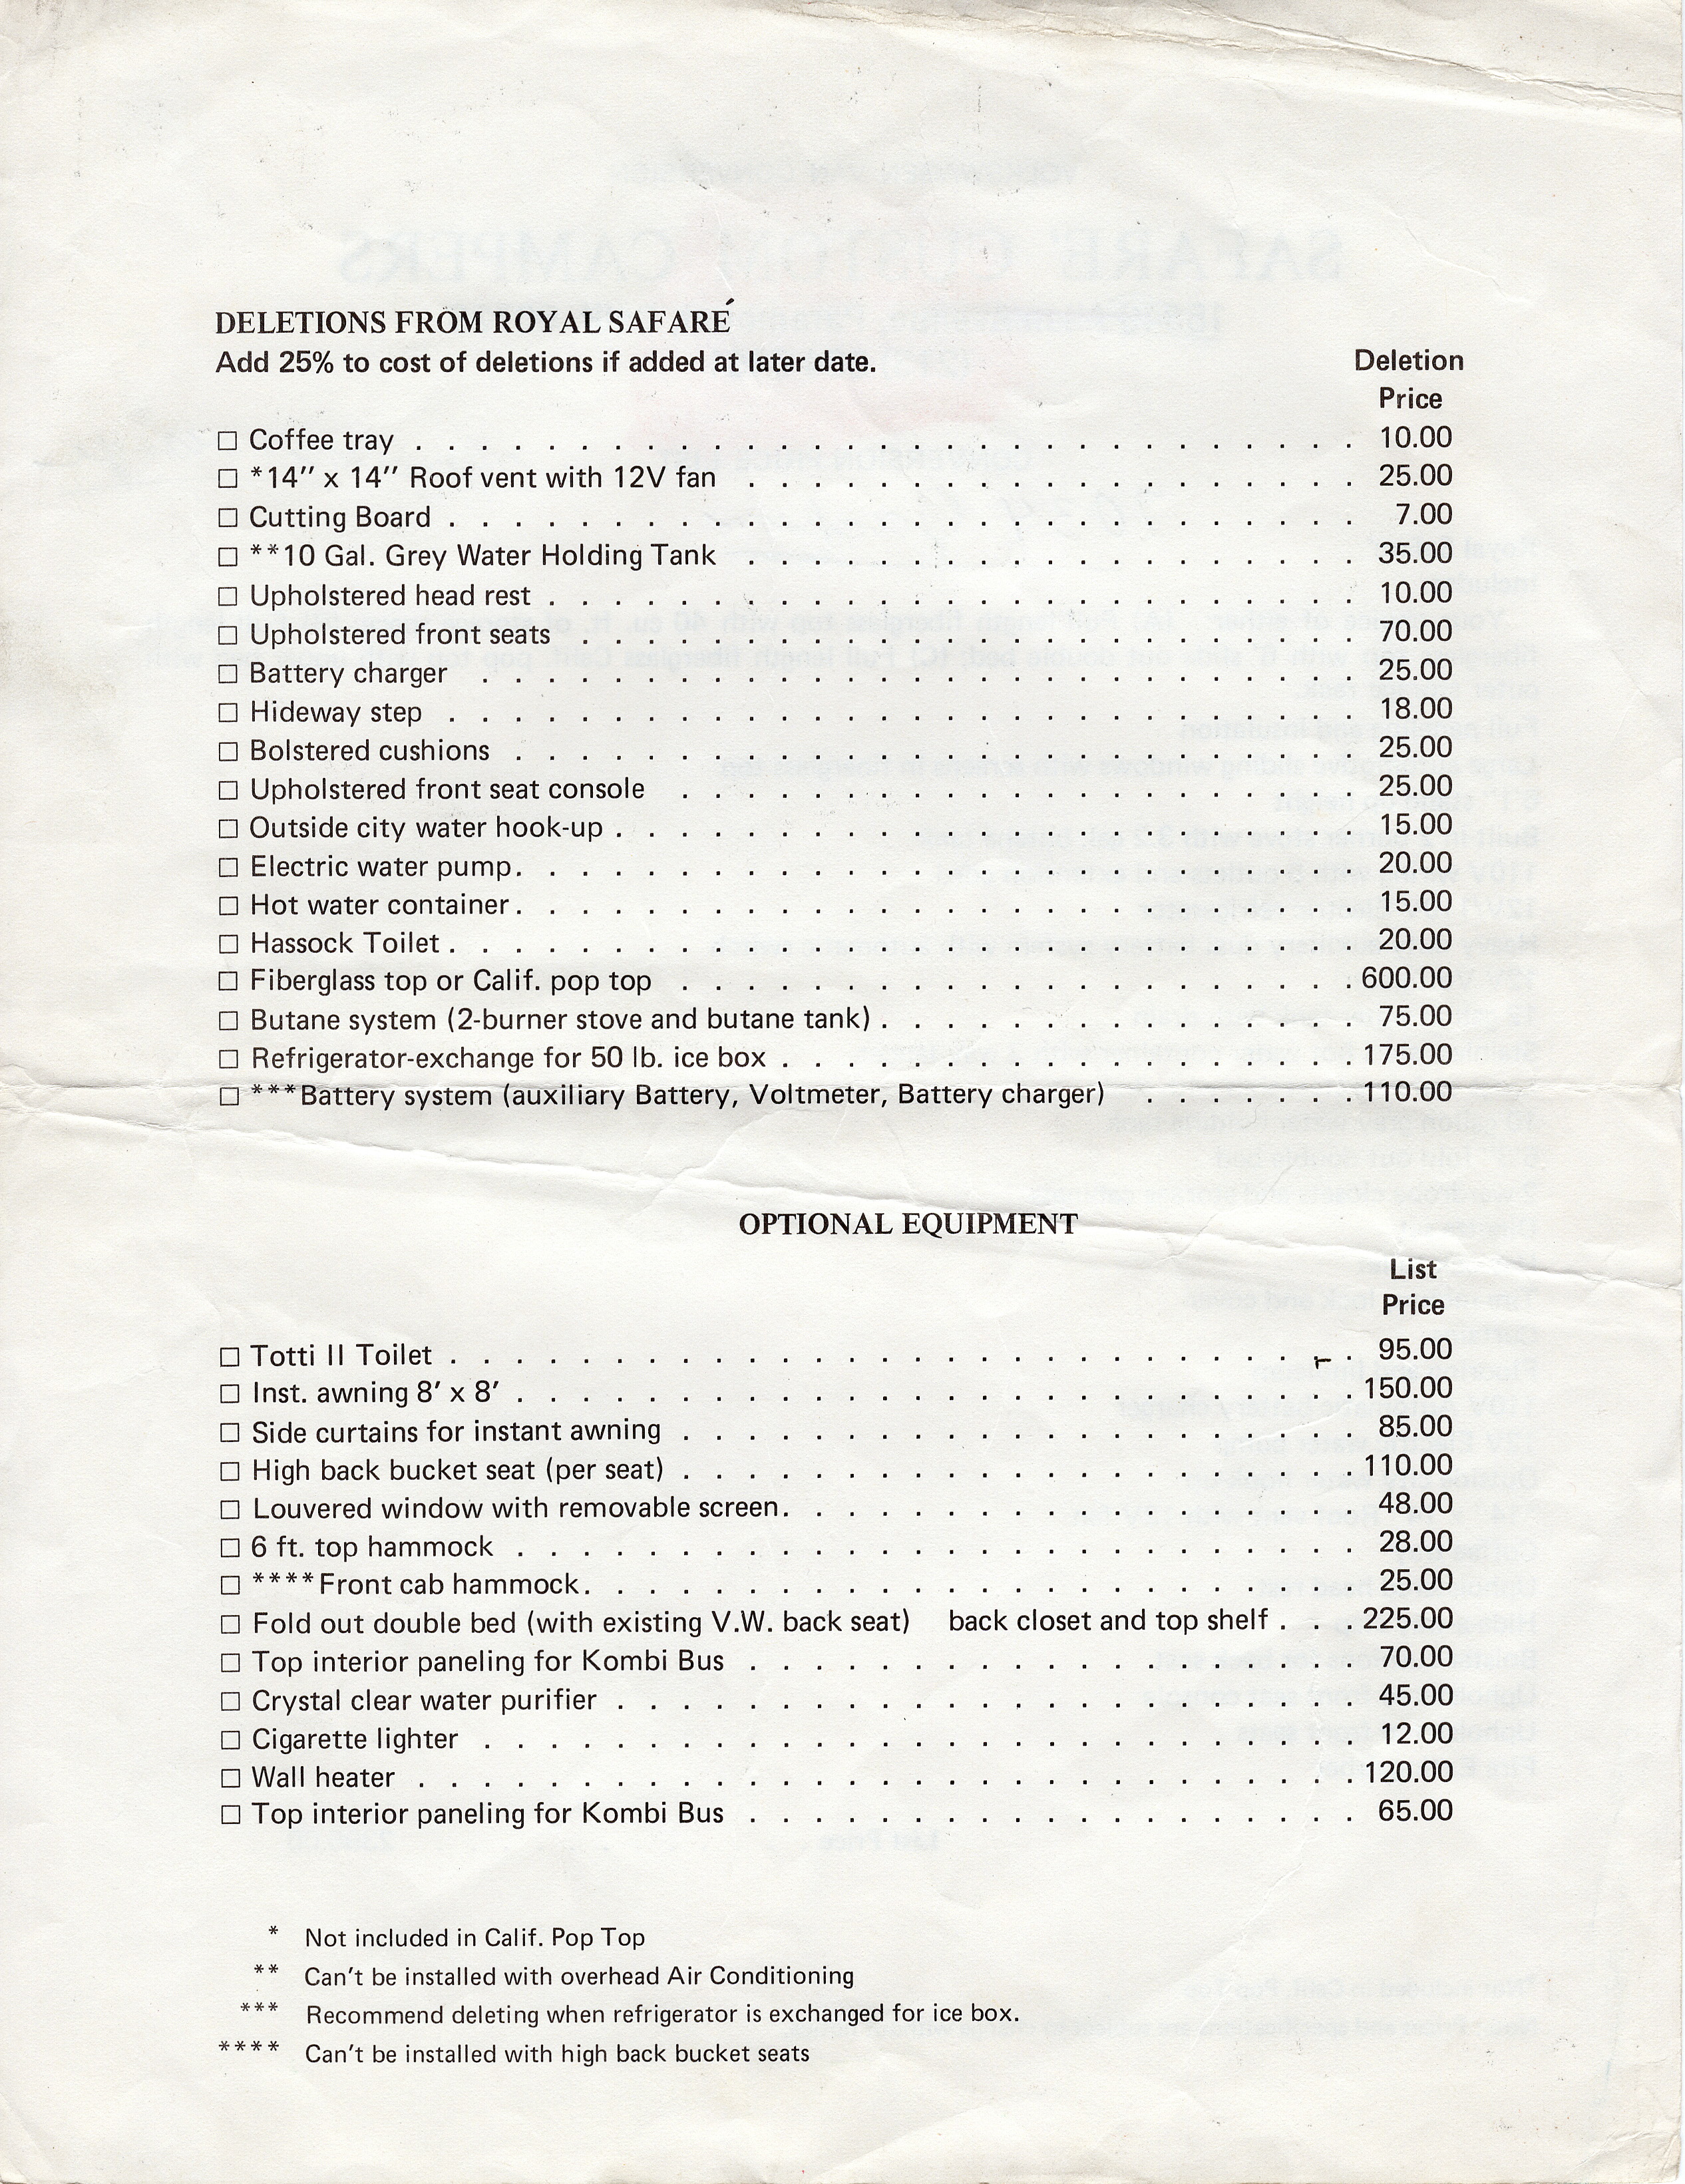 DELETIONS FROM ROYAL SAFARÉ
Add 25% to cost of deletions if added at later date.
Deletion
Price
□ Coffee tray . . . . . . . . . . 10.00
□ *14″ x 14″ Roof vent with 12V fan . . . . . . . . . . 25.00
□ Cutting Board . . . . . . . . . . 7.00
□ **10 Gal. Grey Water Holding Tank . . . . . . . . . . 35.00
□ Upholstered head rest . . . . . . . . . . 10.00
□ Upholstered front seats . . . . . . . . . . 70.00
□ Battery charger . . . . . . . . . . 25.00
□ Hideway step . . . . . . . . . . 18.00
□ Bolstered cushions . . . . . . . . . . 25.00
□ Upholstered front seat console . . . . . . . . . . 25.00
□ Outside city water hook-up . . . . . . . . . . 15.00
□ Electric water pump . . . . . . . . . . 20.00
□ Hot water container . . . . . . . . . . 15.00
□ Hassock Toilet . . . . . . . . . . 20.00
□ Fiberglass top or Calif. pop top . . . . . . . . . . 600.00
□ Butane system (2-burner stove and butane tank) . . . . . . . . . . 75.00
□ Refrigerator-exchange for 50 lb. ice box . . . . . . . . . . 175.00
□ ***Battery system (auxiliary Battery, Voltmeter, Battery charger) . . . . . . . 110.00
OPTIONAL EQUIPMENT
List
Price
□ Totti II Toilet . . . . . . . . . . 95.00
□ Inst. awning 8′ x 8′ . . . . . . . . . . 150.00
□ Side curtains for instant awning . . . . . . . . . . 85.00
□ High back bucket seat (per seat) . . . . . . . . . . 110.00
□ Louvered window with removable screen . . . . . . . . . . 48.00
□ 6 ft. top hammock . . . . . . . . . . 28.00
□ ****Front cab hammock . . . . . . . . . . 25.00
□ Fold out double bed (with existing V.W. back seat) back closet and top shelf . . . 225.00
□ Top interior paneling for Kombi Bus . . . . . . . . . . 70.00
□ Crystal clear water purifier . . . . . . . . . . 45.00
□ Cigarette lighter . . . . . . . . . . 12.00
□ Wall heater . . . . . . . . . . 120.00
□ Top interior paneling for Kombi Bus . . . . . . . . . . 65.00
* Not included in Calif. Pop Top
** Can't be installed with overhead Air Conditioning
*** Recommend deleting when refrigerator is exchanged for ice box.
**** Can't be installed with high back bucket seats